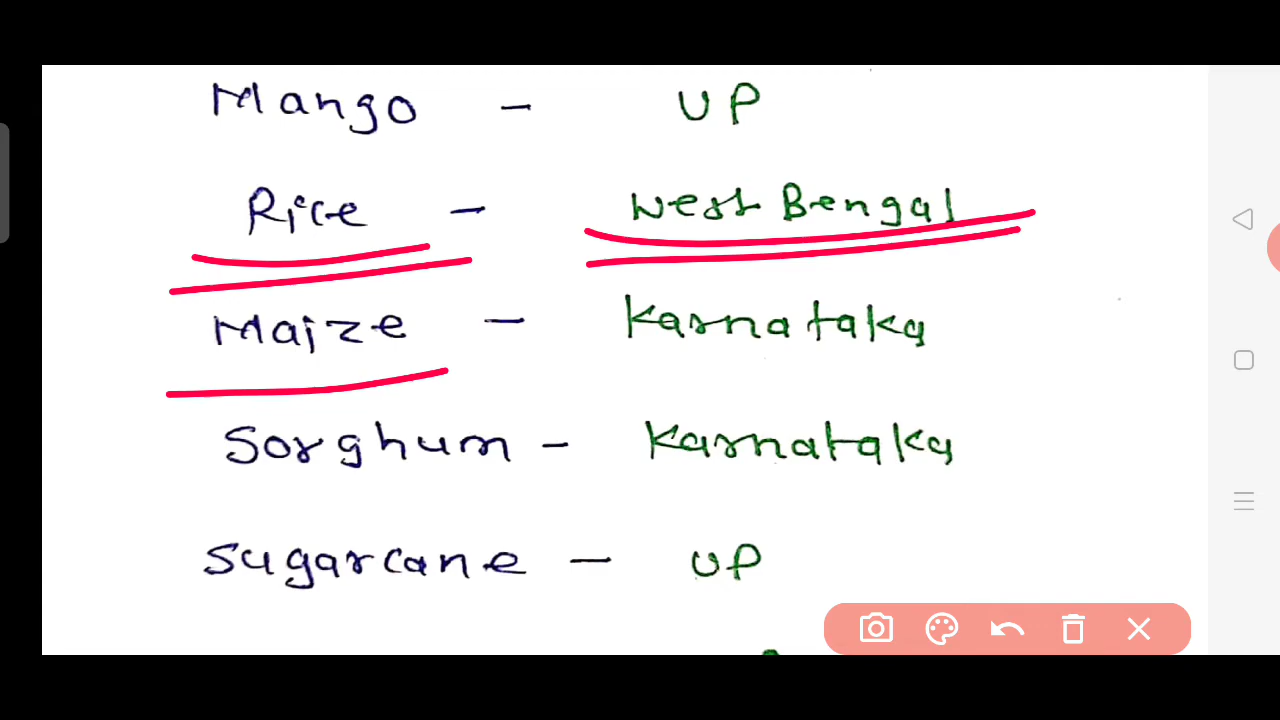 Mango - UP
Rice - West Bengal
Maize - Karnataka
Sorghum - Karnataka
Sugarcane - UP